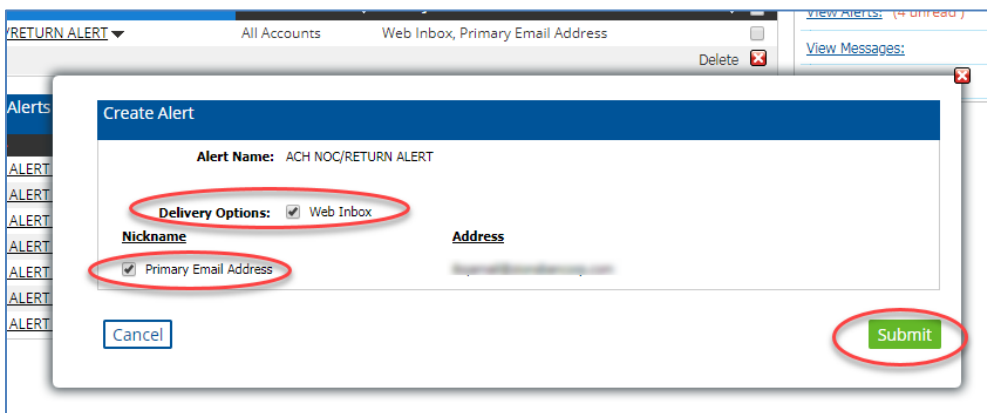 View Alerts: (4 unread )
/RETURN ALERT All Accounts Web Inbox, Primary Email Address
View Messages:
Delete
Alerts
Create Alert
Alert Name: ACH NOC/RETURN ALERT
ALERT
ALERT
Delivery Options: Web Inbox
ALERT
Nickname Address
ALERT
Primary Email Address
ALERT
ALERT
ALERT
Cancel Submit